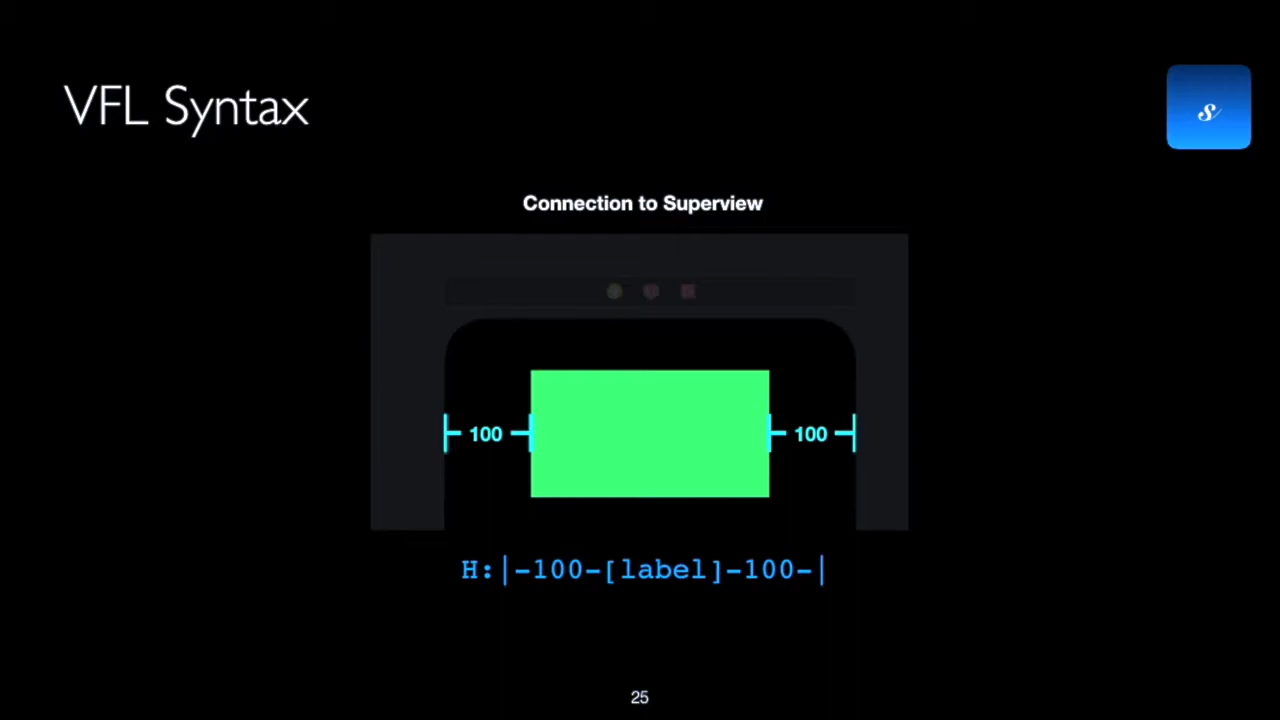 VFL Syntax
S
Connection to Superview
100
100
H:|-100-[label]-100-|
25